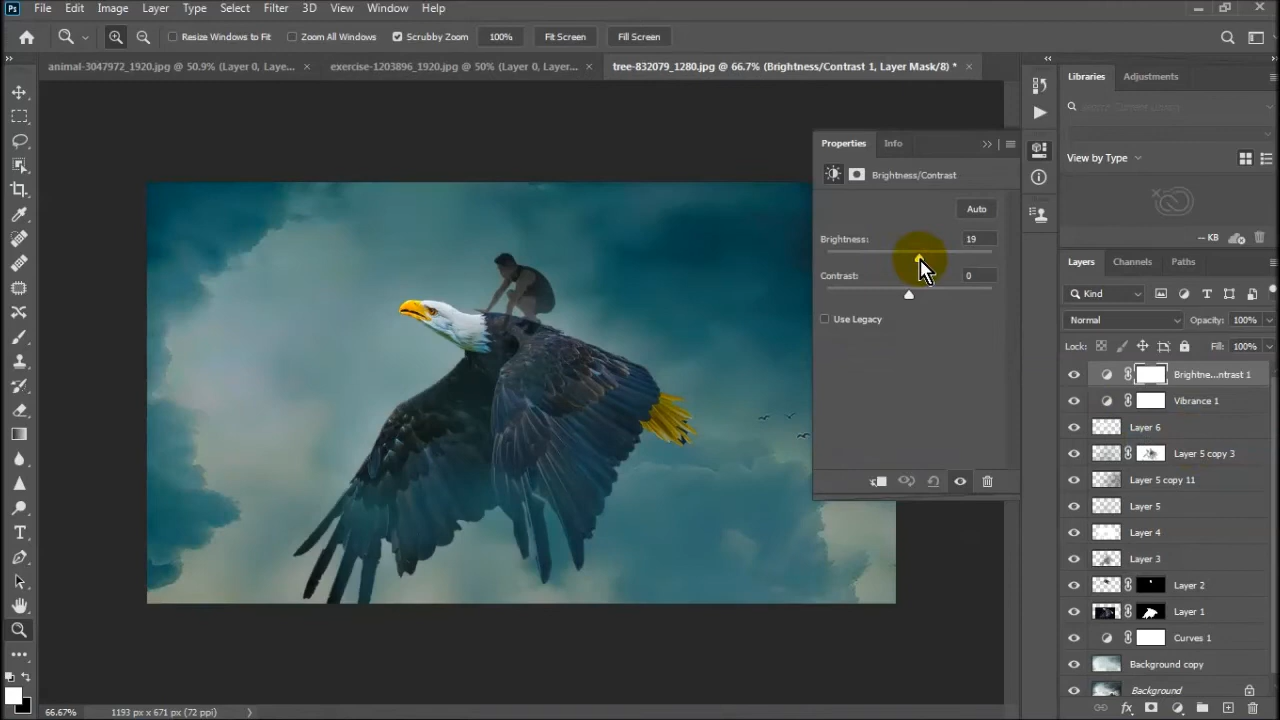 Ps File Edit Image Layer Type Select Filter 3D View Window Help
Resize Windows to Fit Zoom All Windows Scrubby Zoom 100% Fit Screen Fill Screen
animal-3047972_1920.jpg @ 50.9% (Layer 0, Laye... × exercise-1203896_1920.jpg @ 50% (Layer 0, Layer... × tree-832079_1280.jpg @ 66.7% (Brightness/Contrast 1, Layer Mask/8) * ×
Libraries Adjustments
View by Type
-- KB
Properties Info
Brightness/Contrast
Auto
Brightness: 19
Contrast: 0
Use Legacy
Layers Channels Paths
Kind
Normal Opacity: 100%
Lock: Fill: 100%
Brightne...ntrast 1
Vibrance 1
Layer 6
Layer 5 copy 3
Layer 5 copy 11
Layer 5
Layer 4
Layer 3
Layer 2
Layer 1
Curves 1
Background copy
Background
66.67% 1193 px x 671 px (72 ppi)